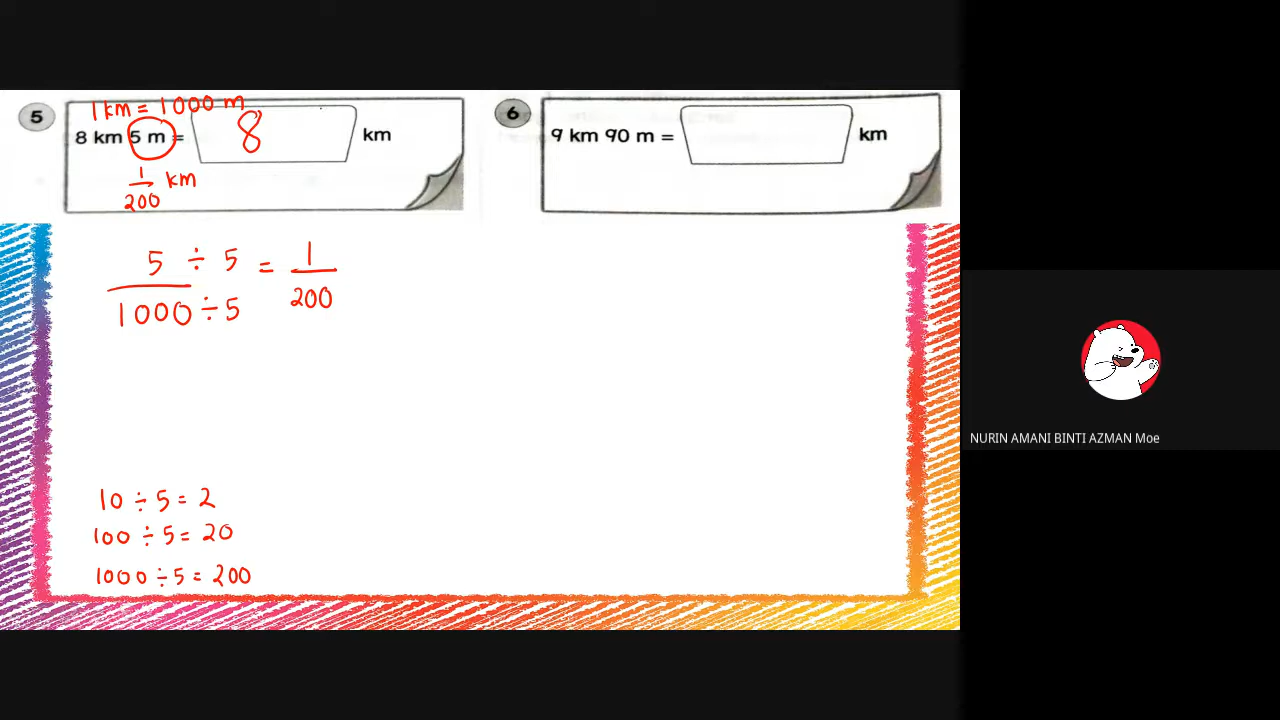 5
1 km = 1000 m
8 km 5 m = 8 km
1/200 km
6
9 km 90 m = km
5 ÷ 5 / 1000 ÷ 5 = 1/200
10 ÷ 5 = 2
100 ÷ 5 = 20
1000 ÷ 5 = 200
NURIN AMANI BINTI AZMAN Moe